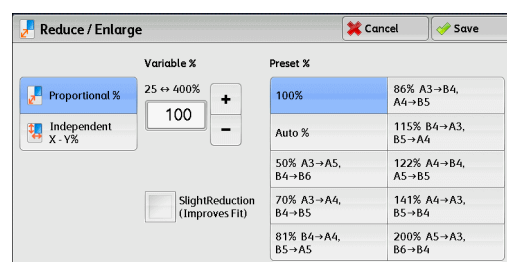 Reduce / Enlarge
Cancel
Save
Variable %
Preset %
Proportional %
Independent
X - Y%
25 ↔ 400%
100
+
−
SlightReduction
(Improves Fit)
100%
86% A3→B4,
A4→B5
Auto %
115% B4→A3,
B5→A4
50% A3→A5,
B4→B6
122% A4→B4,
A5→B5
70% A3→A4,
B4→B5
141% A4→A3,
B5→B4
81% B4→A4,
B5→A5
200% A5→A3,
B6→B4